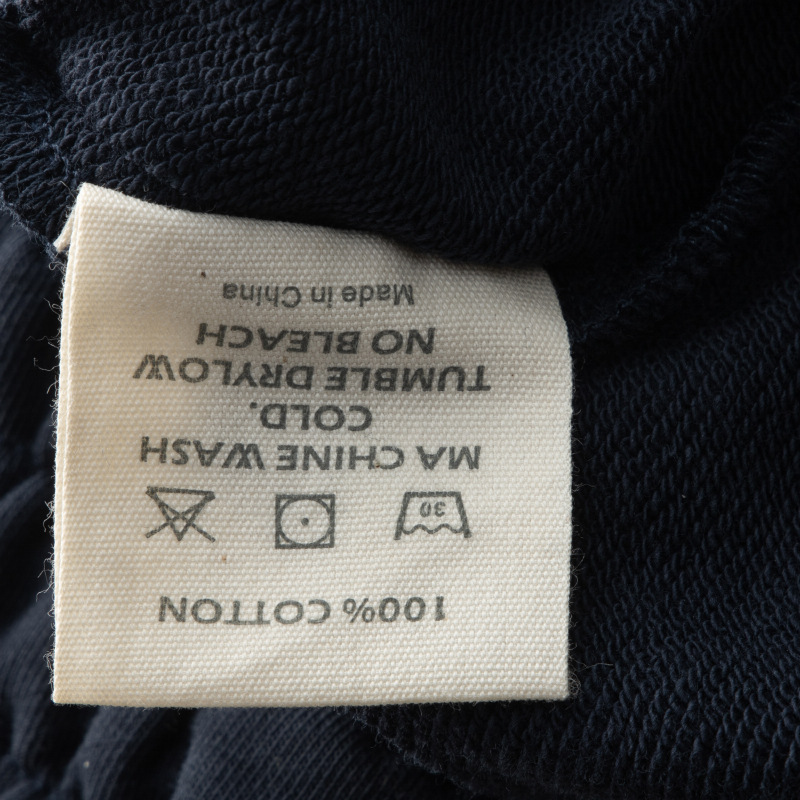 100% COTTON
30
MA CHINE WASH
COLD.
TUMBLE DRYLOW
NO BLEACH
Made in China